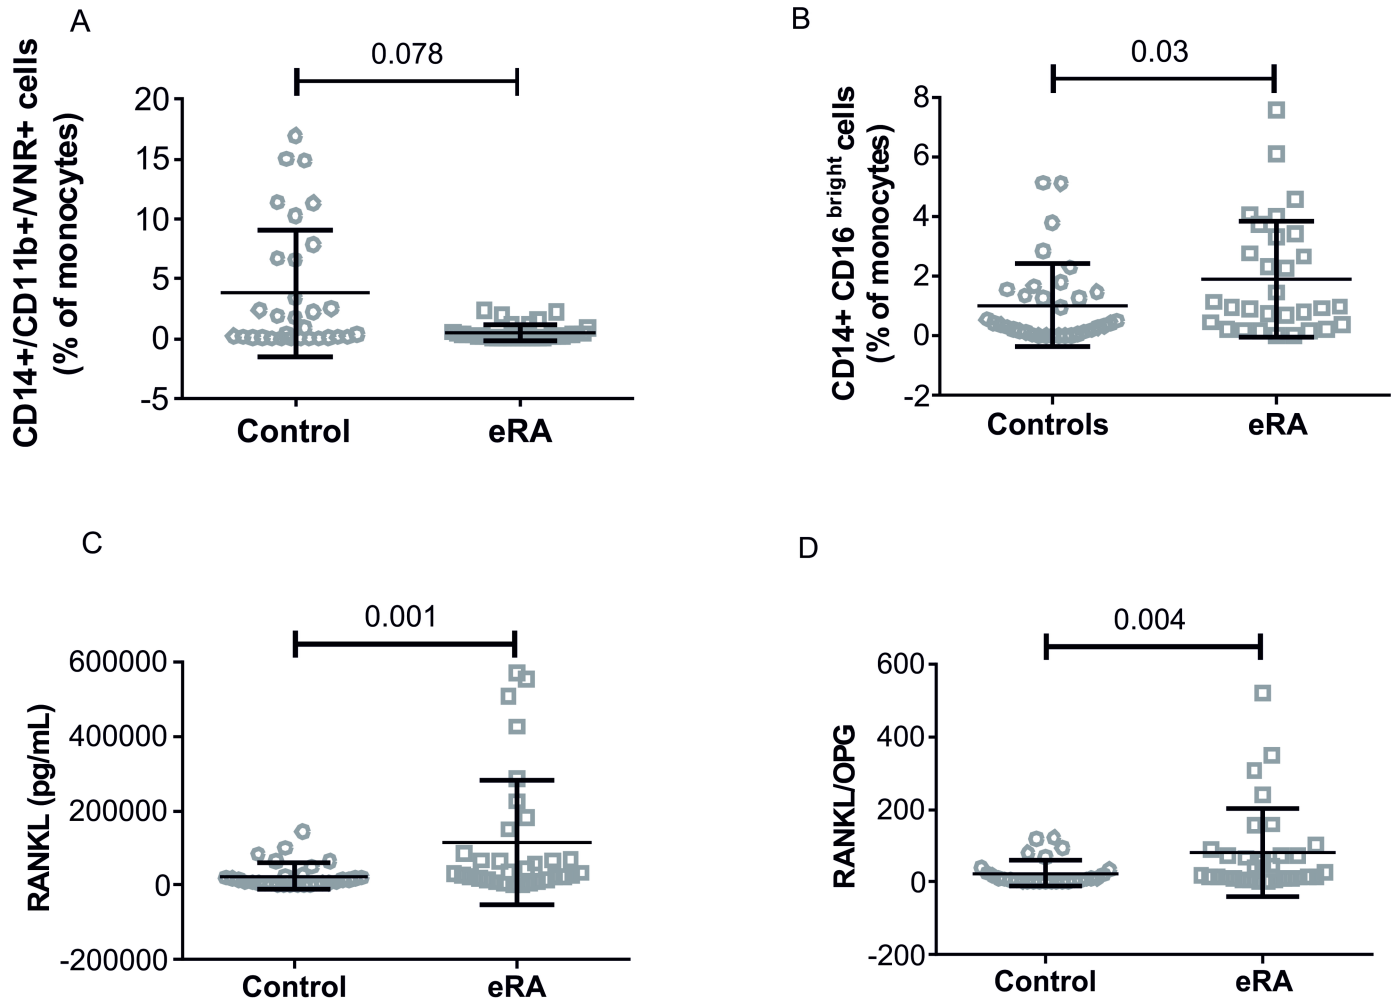 A
CD14+/CD11b+/VNR+ cells
(% of monocytes)
0.078
20
15
10
5
0
-5
Control eRA
B
CD14+ CD16 bright cells
(% of monocytes)
0.03
8
6
4
2
0
-2
Controls eRA
C
RANKL (pg/mL)
0.001
600000
400000
200000
0
-200000
Control eRA
D
RANKL/OPG
0.004
600
400
200
0
-200
Control eRA